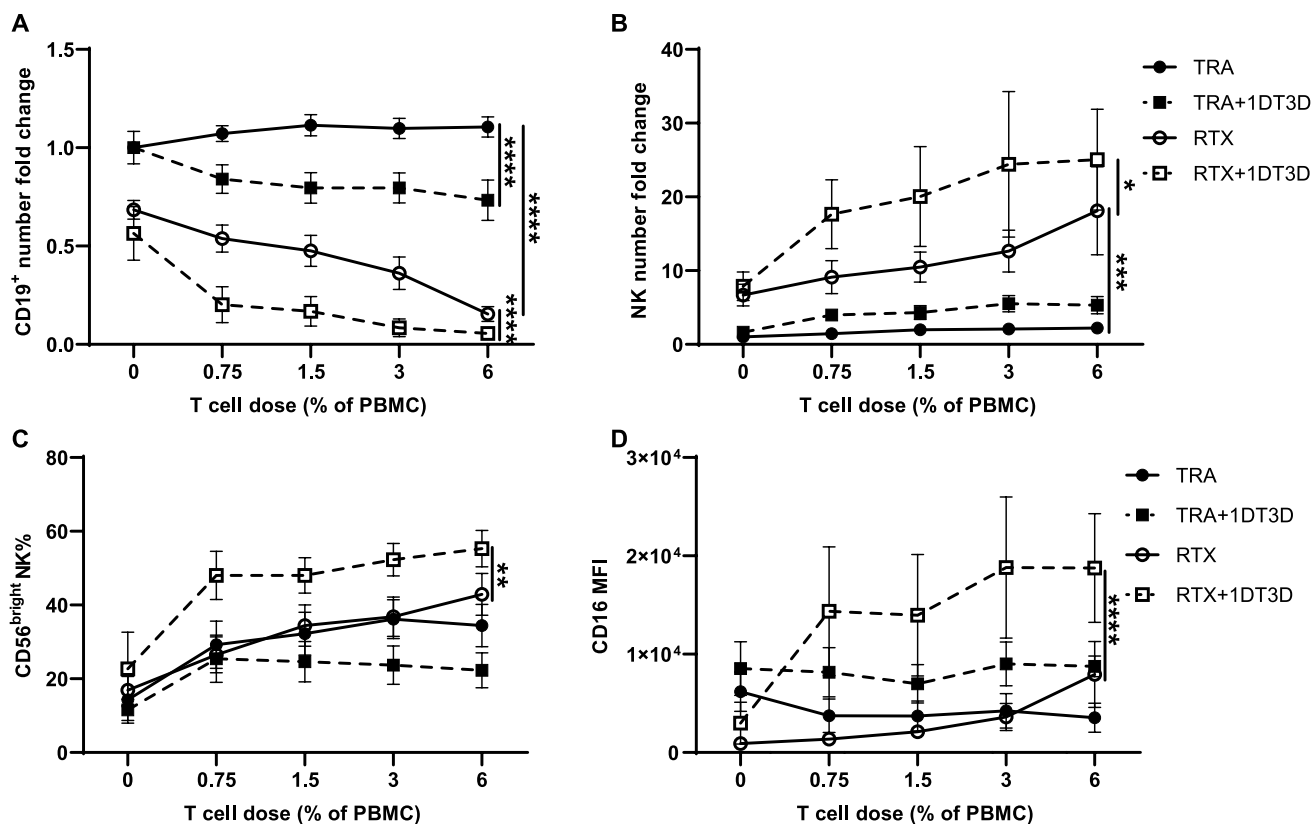 A
1.5
1.0
0.5
0.0
CD19+ number fold change
****
****
****
0 0.75 1.5 3 6
T cell dose (% of PBMC)
B
40
30
20
10
0
NK number fold change
*
***
0 0.75 1.5 3 6
T cell dose (% of PBMC)
TRA
TRA+1DT3D
RTX
RTX+1DT3D
C
80
60
40
20
0
CD56bright NK%
**
0 0.75 1.5 3 6
T cell dose (% of PBMC)
D
3×10⁴
2×10⁴
1×10⁴
0
CD16 MFI
****
0 0.75 1.5 3 6
T cell dose (% of PBMC)
TRA
TRA+1DT3D
RTX
RTX+1DT3D